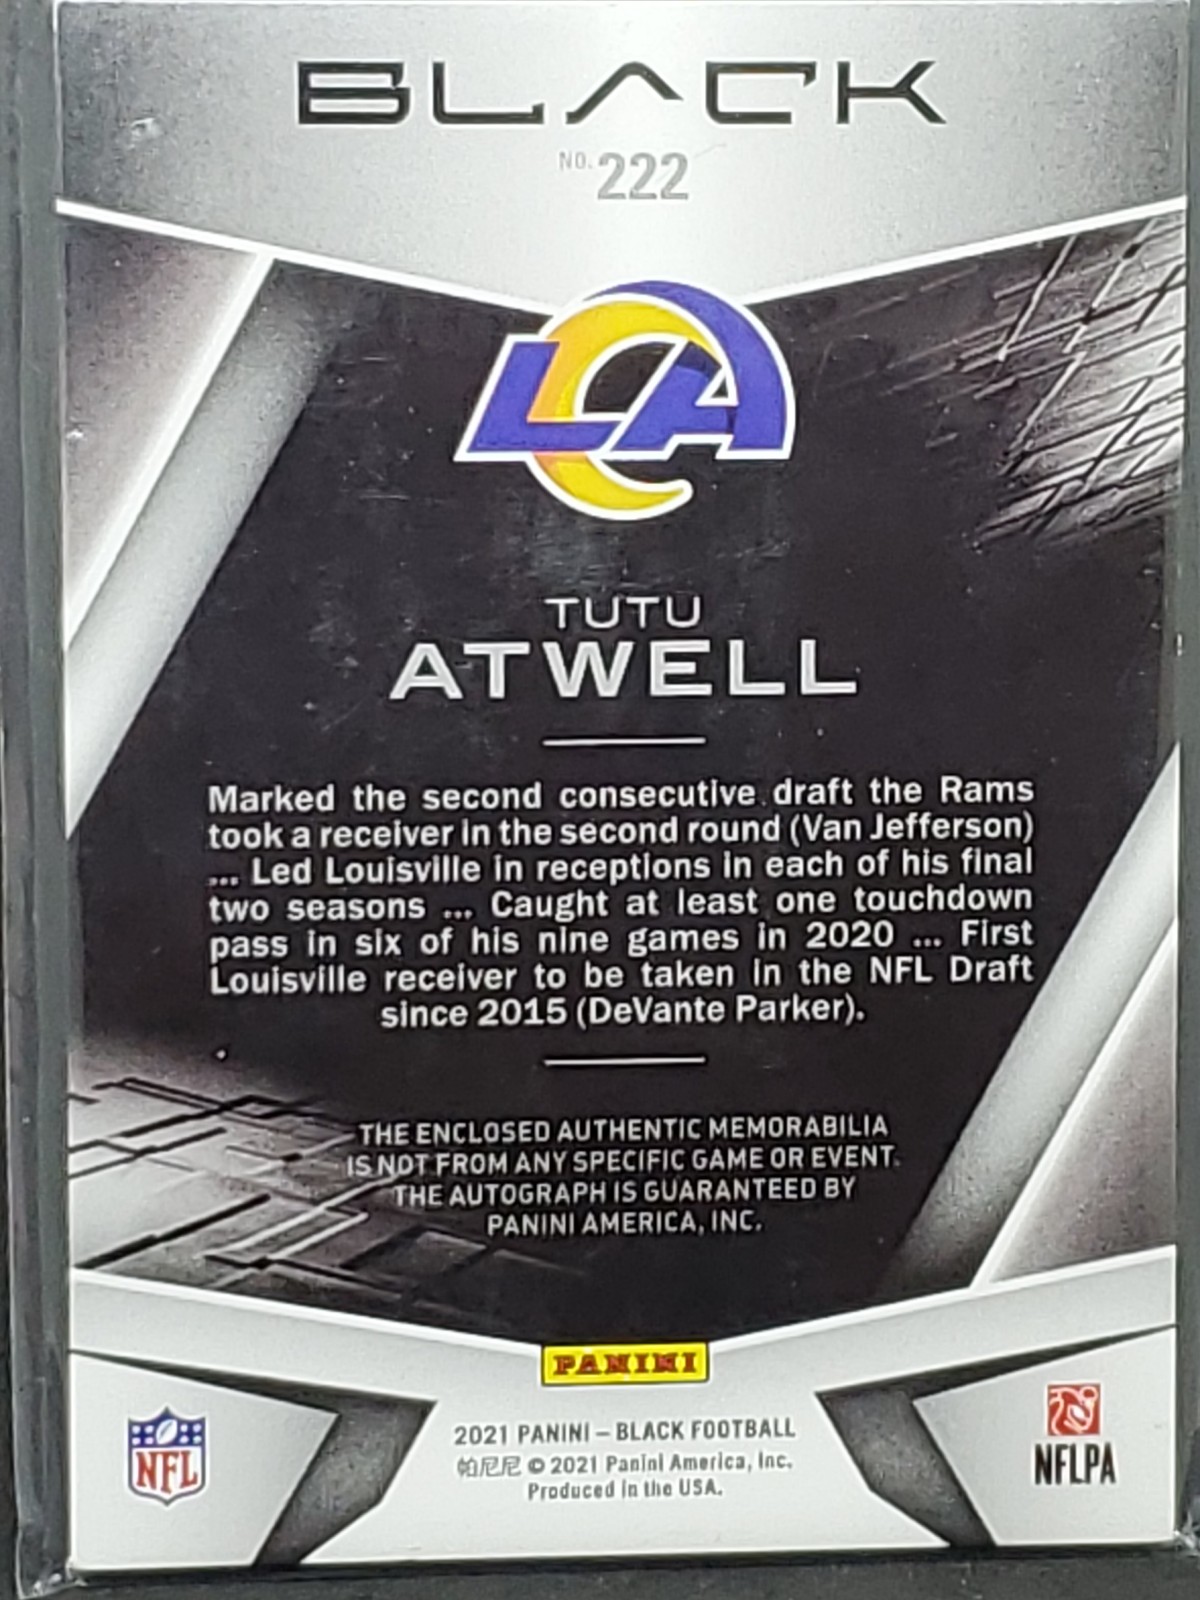 BLACK
NO. 222
LA
TUTU
ATWELL
Marked the second consecutive draft the Rams
took a receiver in the second round (Van Jefferson)
... Led Louisville in receptions in each of his final
two seasons ... Caught at least one touchdown
pass in six of his nine games in 2020 ... First
Louisville receiver to be taken in the NFL Draft
since 2015 (DeVante Parker).
THE ENCLOSED AUTHENTIC MEMORABILIA
IS NOT FROM ANY SPECIFIC GAME OR EVENT.
THE AUTOGRAPH IS GUARANTEED BY
PANINI AMERICA, INC.
PANINI
2021 PANINI – BLACK FOOTBALL
帕尼尼 © 2021 Panini America, Inc.
Produced in the USA.
NFL
NFLPA